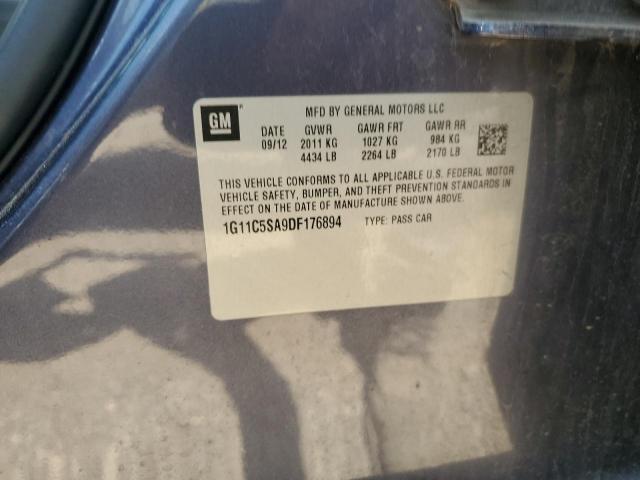 GM
MFD BY GENERAL MOTORS LLC
DATE GVWR GAWR FRT GAWR RR
09/12 2011 KG 1027 KG 984 KG
4434 LB 2264 LB 2170 LB
THIS VEHICLE CONFORMS TO ALL APPLICABLE U.S. FEDERAL MOTOR
VEHICLE SAFETY, BUMPER, AND THEFT PREVENTION STANDARDS IN
EFFECT ON THE DATE OF MANUFACTURE SHOWN ABOVE.
1G11C5SA9DF176894 TYPE: PASS CAR